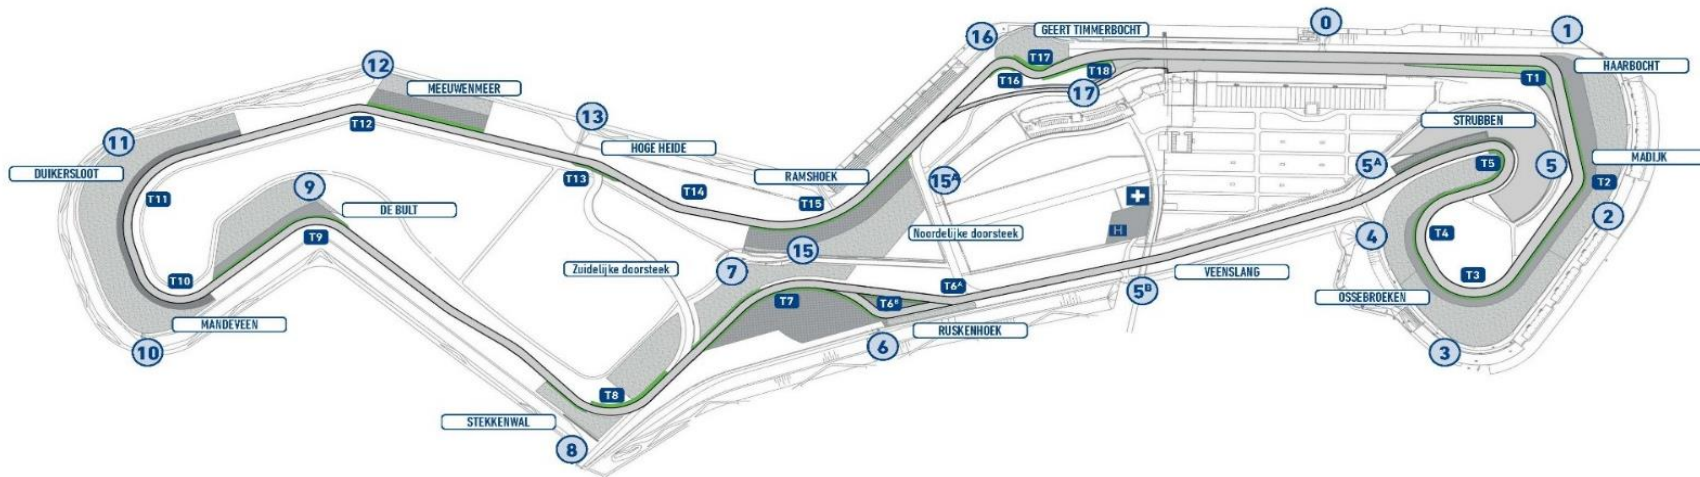 0
1
16
GEERT TIMMERBOCHT
T17
T16
T18
17
HAARBOCHT
T1
12
MEEUWENMEER
T12
13
11
HOGE HEIDE
T13
T14
STRUBBEN
5A
T5
5
MADIJK
T2
2
DUIKERSLOOT
T11
9
DE BULT
T9
RAMSHOEK
T15
15A
15
Noordelijke doorsteek
H
4
T4
T3
OSSEBROEKEN
3
VEENSLANG
5B
Zuidelijke doorsteek
7
T7
T6A
T6B
RUSKENHOEK
6
T10
MANDEVEEN
10
T8
STEKKENWAL
8